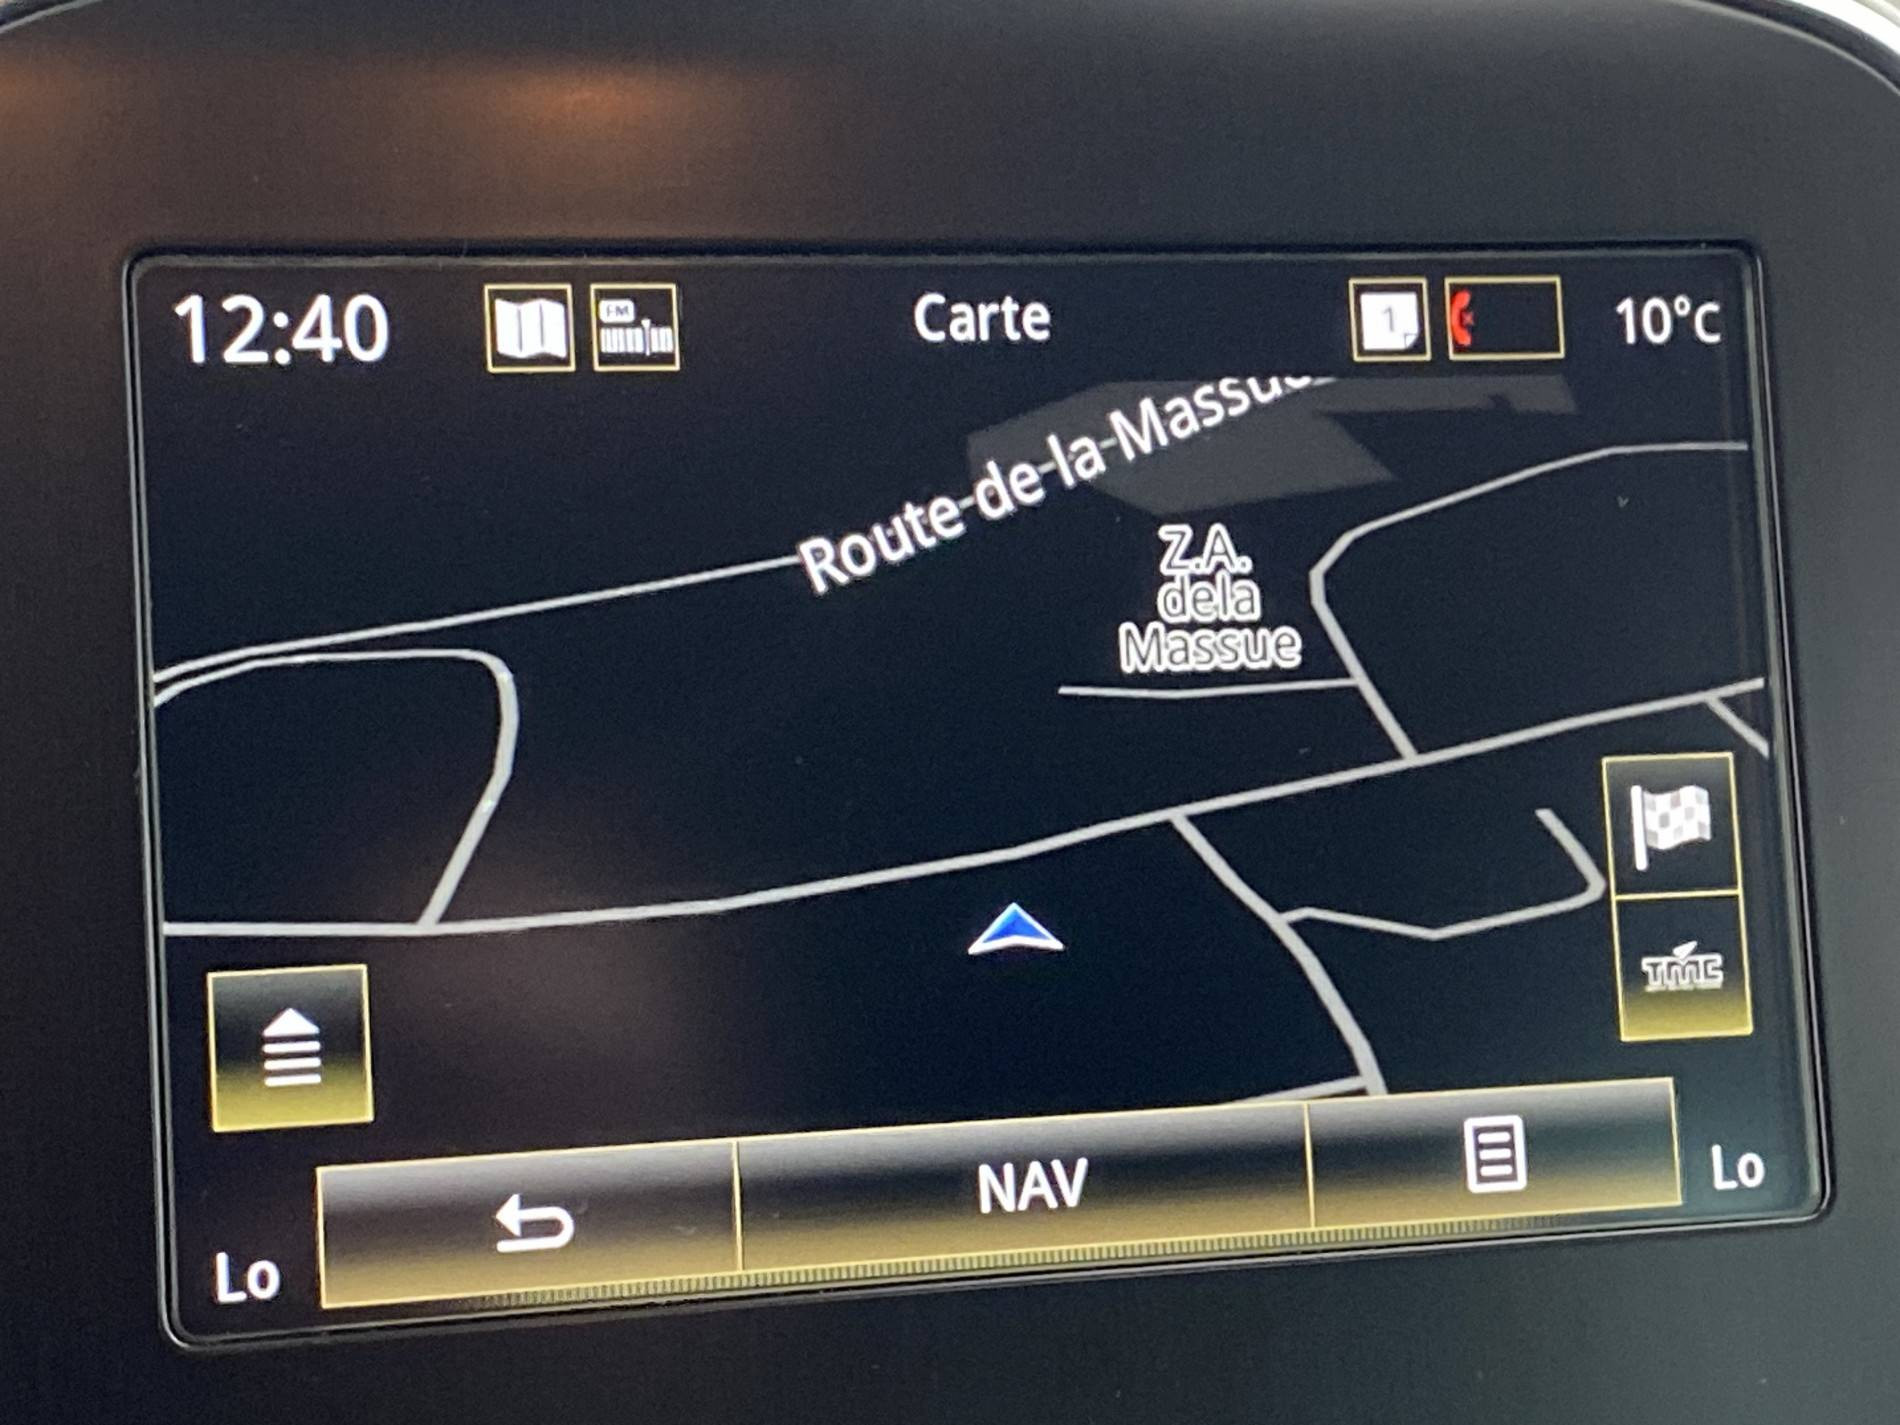 12:40
FM
Carte
1
10°C
Route-de-la-Massue
Z.A.
dela
Massue
TMC
NAV
Lo
Lo